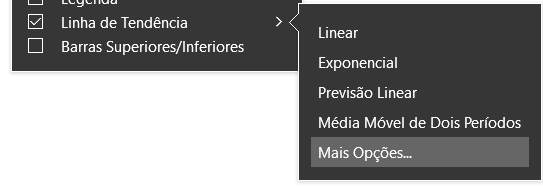 Legenda
Linha de Tendência
Barras Superiores/Inferiores
Linear
Exponencial
Previsão Linear
Média Móvel de Dois Períodos
Mais Opções...